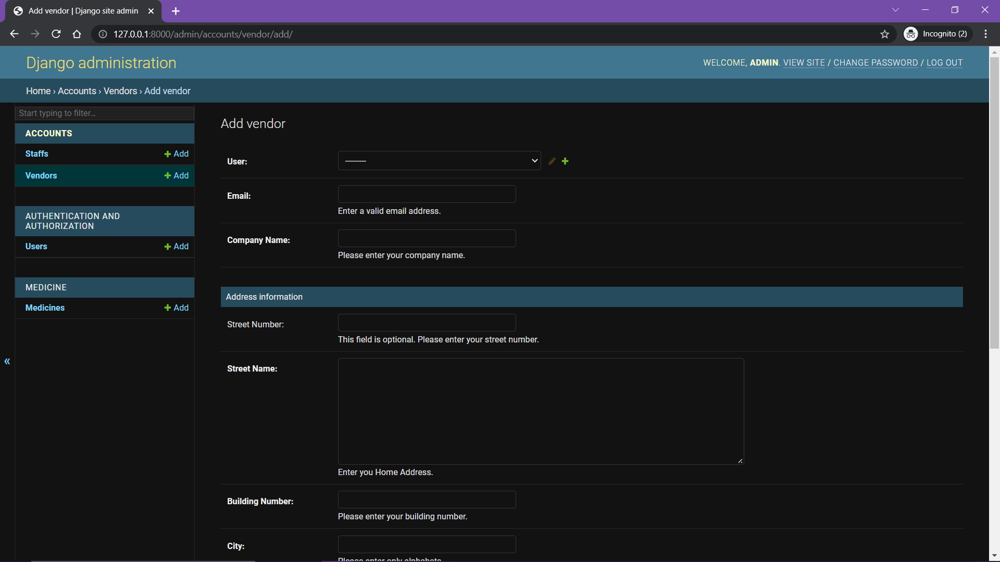 Add vendor | Django site admin
127.0.0.1:8000/admin/accounts/vendor/add/
Incognito (2)
Django administration
WELCOME, ADMIN. VIEW SITE / CHANGE PASSWORD / LOG OUT
Home › Accounts › Vendors › Add vendor
Start typing to filter...
ACCOUNTS
Staffs
Add
Vendors
Add
AUTHENTICATION AND
AUTHORIZATION
Users
Add
MEDICINE
Medicines
Add
«
Add vendor
User:
---------
Email:
Enter a valid email address.
Company Name:
Please enter your company name.
Address information
Street Number:
This field is optional. Please enter your street number.
Street Name:
Enter you Home Address.
Building Number:
Please enter your building number.
City:
Please enter only alphabets